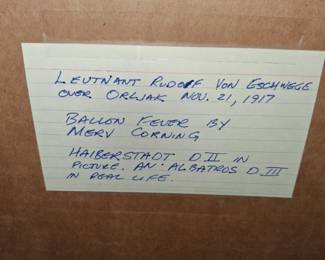 LEUTNANT RUDOLF VON ESCHWEGE
OVER ORLJAK NOV. 21, 1917
BALLEN FEVER BY
MERV CORNING
HALBERSTADT D II IN
PICTURE. AN ALBATROS D III
IN REAL LIFE.